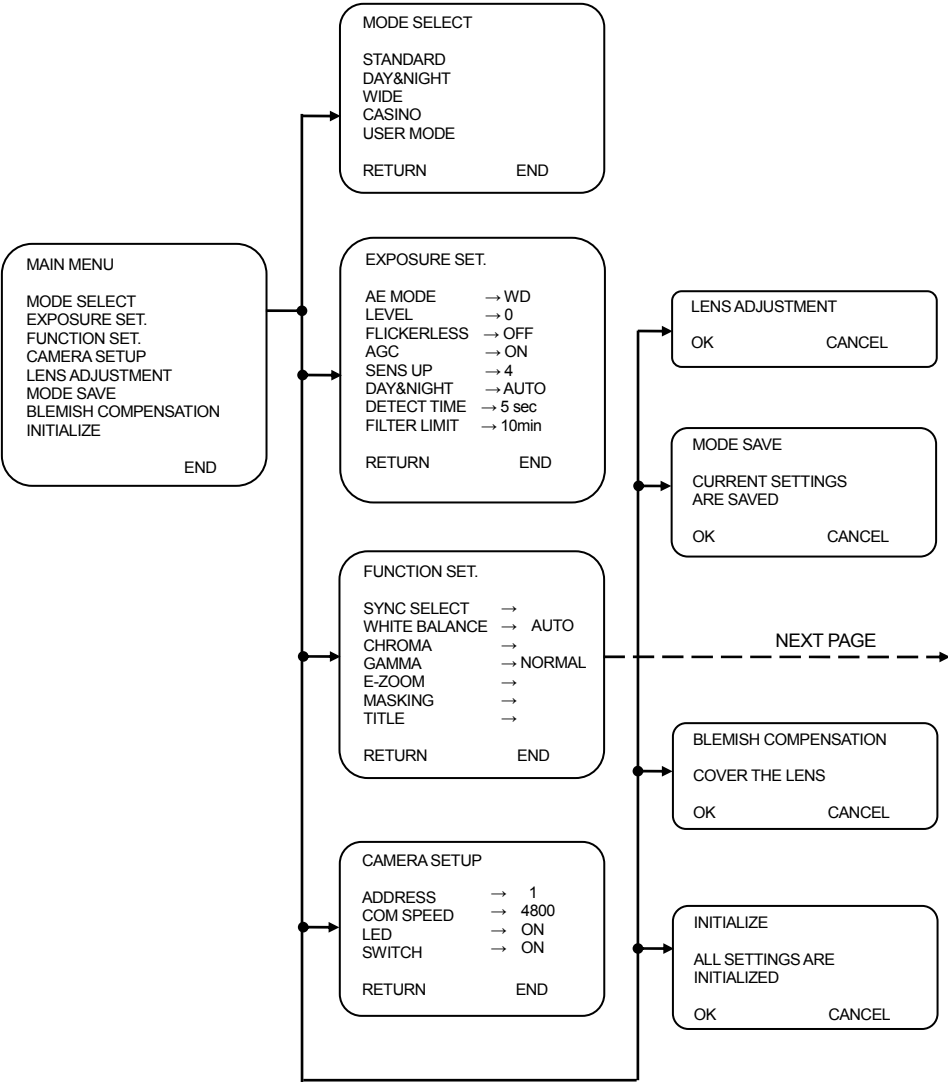 MODE SELECT
STANDARD
DAY&NIGHT
WIDE
CASINO
USER MODE
RETURN END
MAIN MENU
MODE SELECT
EXPOSURE SET.
FUNCTION SET.
CAMERA SETUP
LENS ADJUSTMENT
MODE SAVE
BLEMISH COMPENSATION
INITIALIZE
END
EXPOSURE SET.
AE MODE → WD
LEVEL → 0
FLICKERLESS → OFF
AGC → ON
SENS UP → 4
DAY&NIGHT → AUTO
DETECT TIME → 5 sec
FILTER LIMIT → 10min
RETURN END
FUNCTION SET.
SYNC SELECT →
WHITE BALANCE → AUTO
CHROMA →
GAMMA → NORMAL
E-ZOOM →
MASKING →
TITLE →
RETURN END
CAMERA SETUP
ADDRESS → 1
COM SPEED → 4800
LED → ON
SWITCH → ON
RETURN END
LENS ADJUSTMENT
OK CANCEL
MODE SAVE
CURRENT SETTINGS
ARE SAVED
OK CANCEL
NEXT PAGE
BLEMISH COMPENSATION
COVER THE LENS
OK CANCEL
INITIALIZE
ALL SETTINGS ARE
INITIALIZED
OK CANCEL